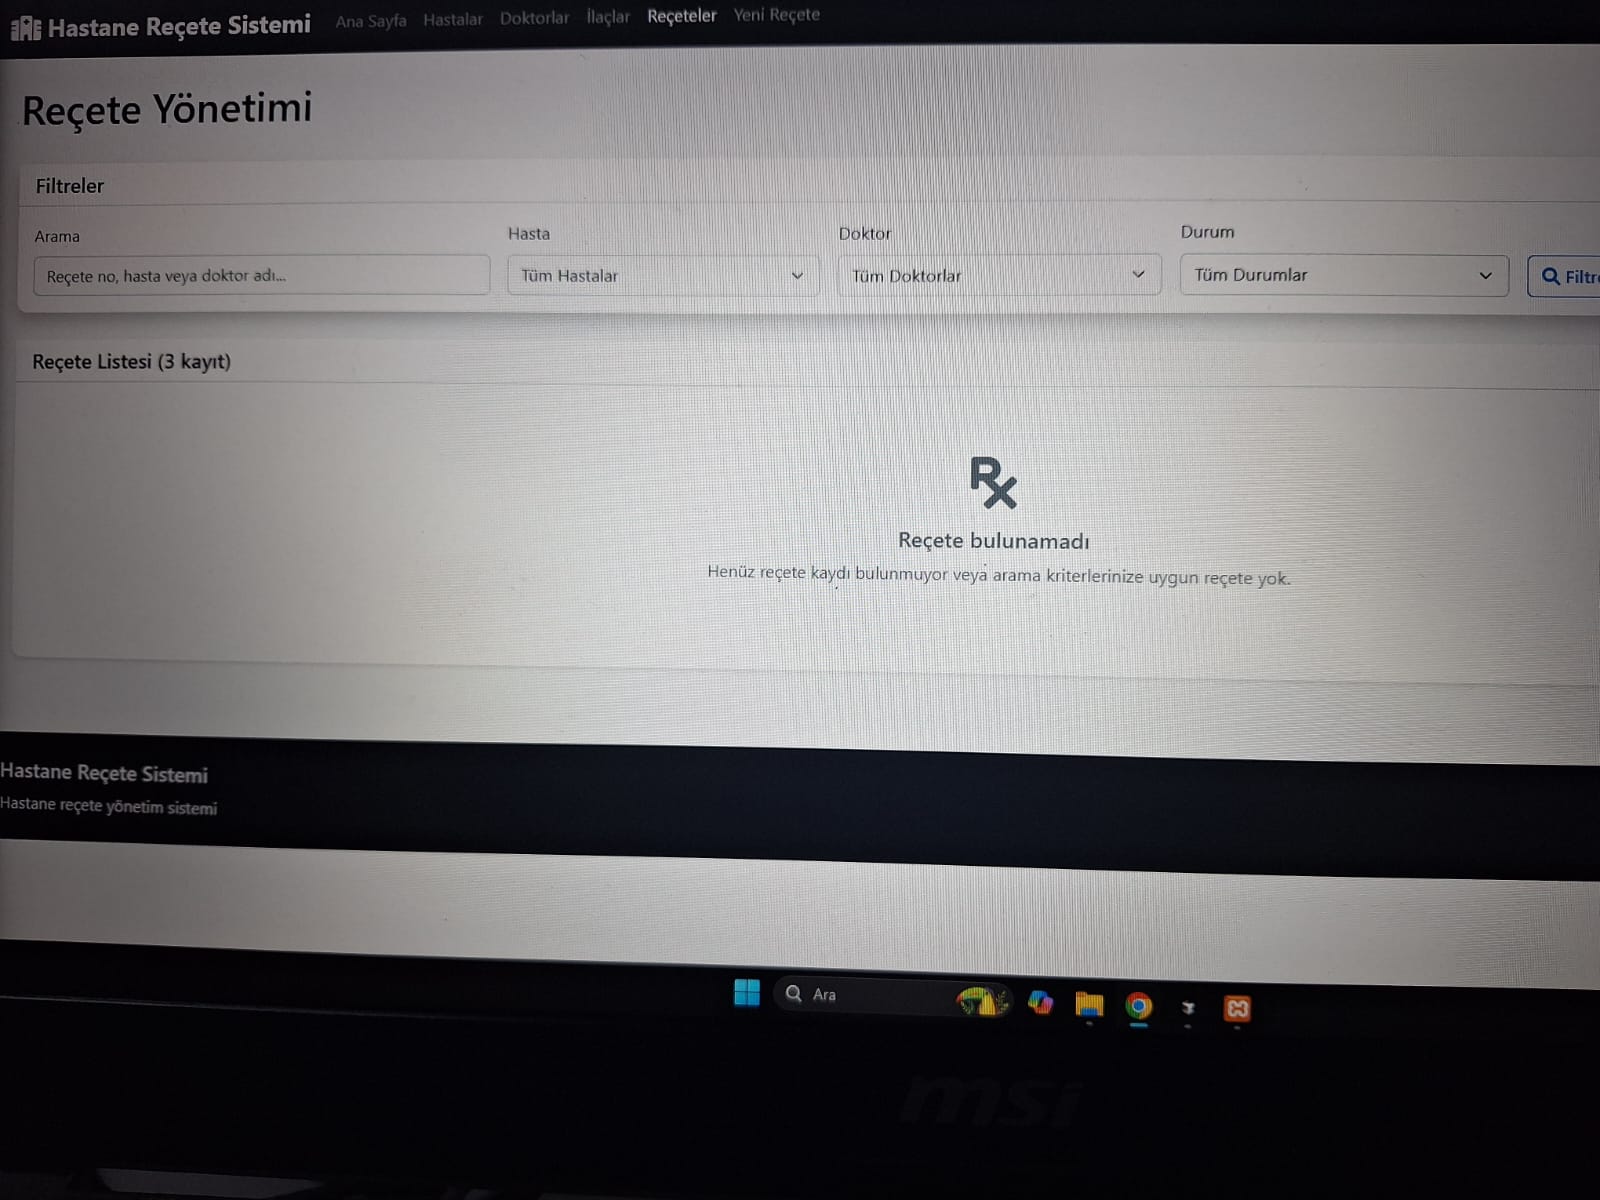 Hastane Reçete Sistemi
Ana Sayfa Hastalar Doktorlar İlaçlar Reçeteler Yeni Reçete
Reçete Yönetimi
Filtreler
Arama Hasta Doktor Durum
Reçete no, hasta veya doktor adı... Tüm Hastalar Tüm Doktorlar Tüm Durumlar Filtre
Reçete Listesi (3 kayıt)
Rx
Reçete bulunamadı
Henüz reçete kaydı bulunmuyor veya arama kriterlerinize uygun reçete yok.
Hastane Reçete Sistemi
Hastane reçete yönetim sistemi
Ara
msi